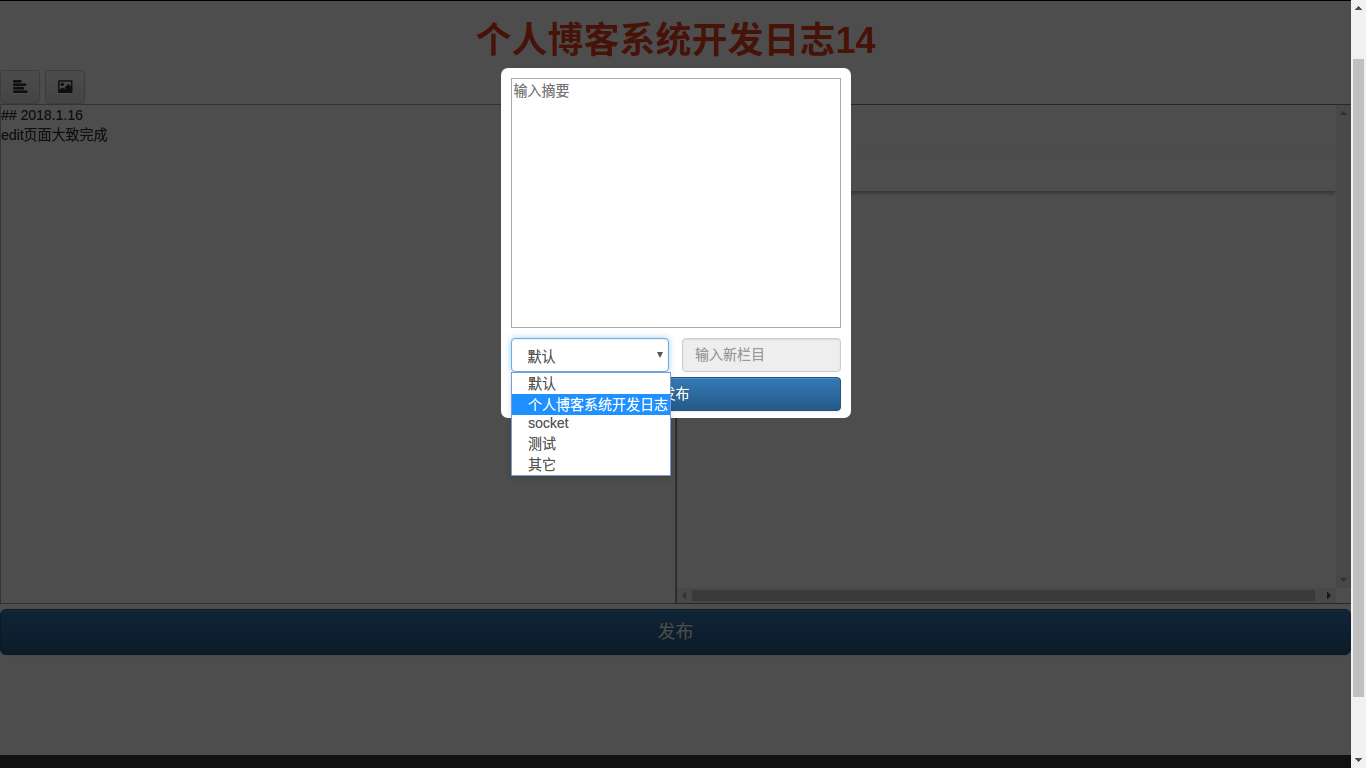 个人博客系统开发日志14
## 2018.1.16
edit页面大致完成
输入摘要
默认
输入新栏目
默认
个人博客系统开发日志
socket
测试
其它
发布
发布